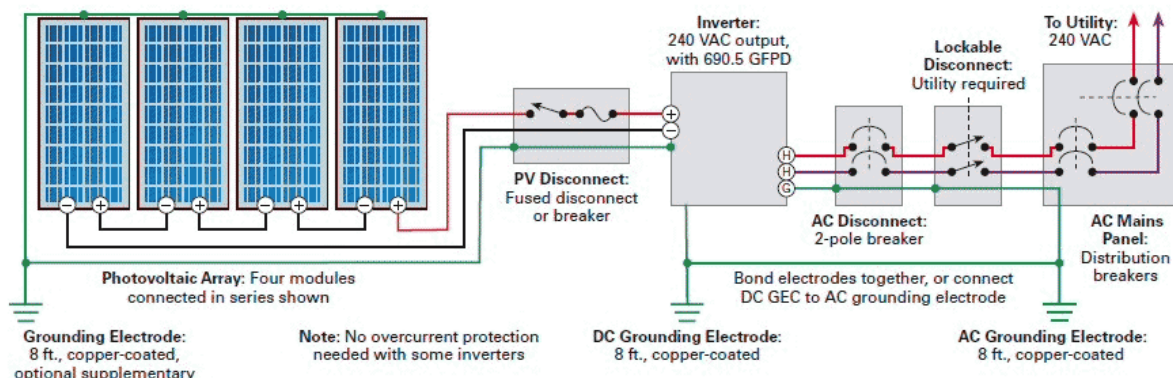 Inverter:
240 VAC output,
with 690.5 GFPD
To Utility:
240 VAC
Lockable
Disconnect:
Utility required
+
−
− + − + − + − +
H
H
G
PV Disconnect:
Fused disconnect
or breaker
AC Disconnect:
2-pole breaker
AC Mains
Panel:
Distribution
breakers
Photovoltaic Array: Four modules
connected in series shown
Bond electrodes together, or connect
DC GEC to AC grounding electrode
Grounding Electrode:
8 ft., copper-coated,
optional supplementary
Note: No overcurrent protection
needed with some inverters
DC Grounding Electrode:
8 ft., copper-coated
AC Grounding Electrode:
8 ft., copper-coated